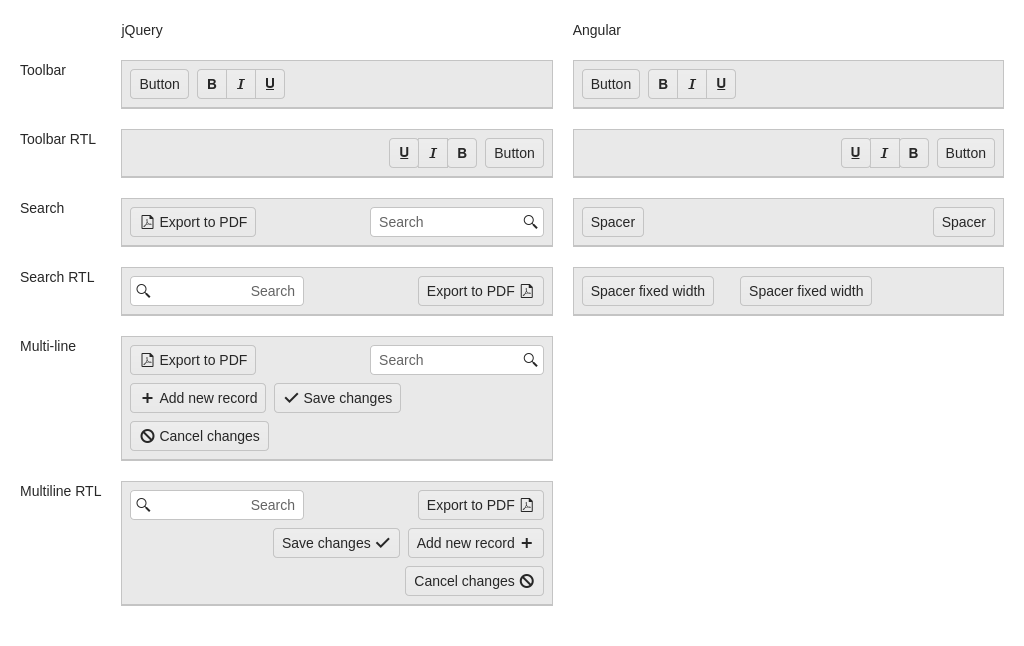 jQuery Angular
Toolbar Button B I U Button B I U
Toolbar RTL U I B Button U I B Button
Search Export to PDF Search Spacer Spacer
Search RTL Search Export to PDF Spacer fixed width Spacer fixed width
Multi-line Export to PDF Search
Add new record Save changes
Cancel changes
Multiline RTL Search Export to PDF
Save changes Add new record
Cancel changes